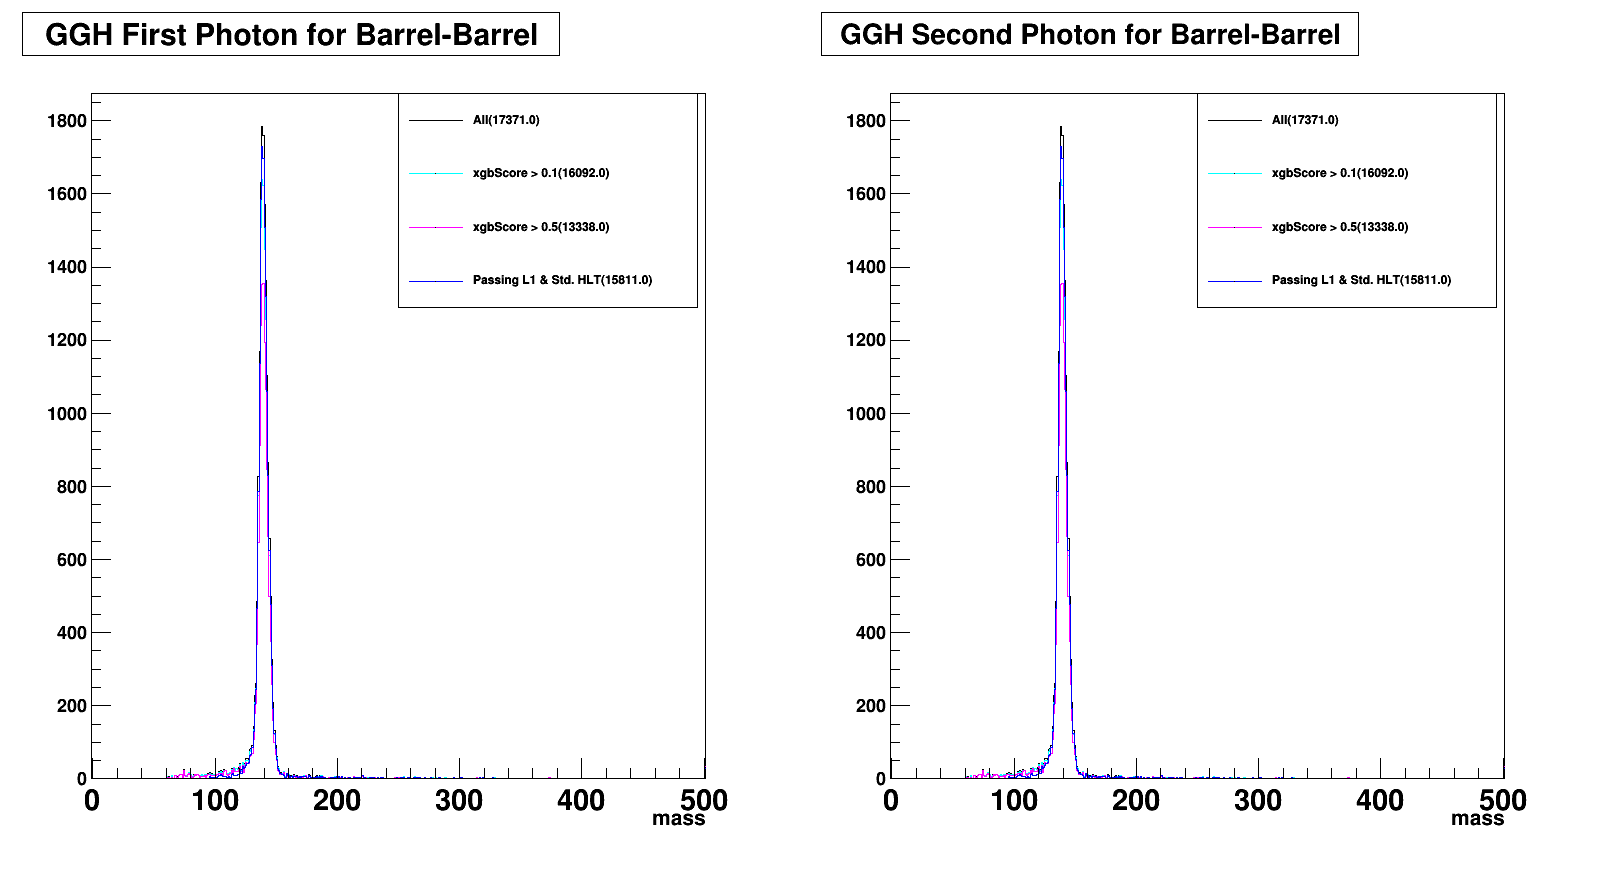 GGH First Photon for Barrel-Barrel
All(17371.0)
xgbScore > 0.1(16092.0)
xgbScore > 0.5(13338.0)
Passing L1 & Std. HLT(15811.0)
1800
1600
1400
1200
1000
800
600
400
200
0
0 100 200 300 400 500
mass
GGH Second Photon for Barrel-Barrel
All(17371.0)
xgbScore > 0.1(16092.0)
xgbScore > 0.5(13338.0)
Passing L1 & Std. HLT(15811.0)
1800
1600
1400
1200
1000
800
600
400
200
0
0 100 200 300 400 500
mass